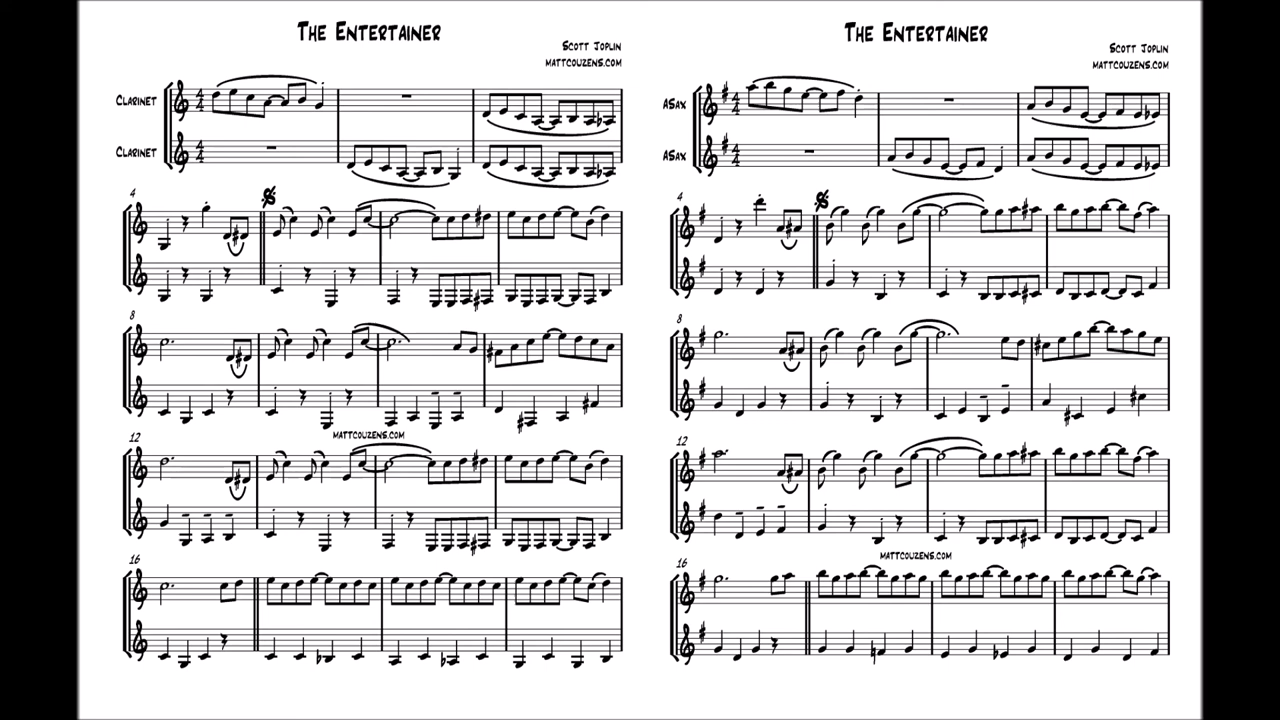 The Entertainer
Scott Joplin
mattcouzens.com
Clarinet
Clarinet
4
8
mattcouzens.com
12
16
The Entertainer
Scott Joplin
mattcouzens.com
ASax
ASax
4
8
12
mattcouzens.com
16